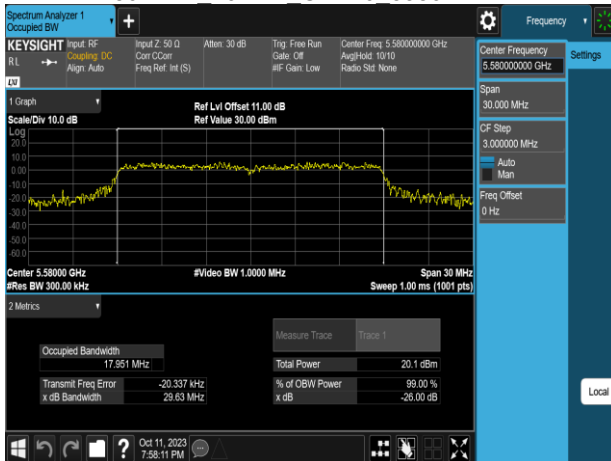 Spectrum Analyzer 1
Occupied BW
+
Frequency
KEYSIGHT
RL
LXI
Input: RF
Coupling: DC
Align: Auto
Input Z: 50 Ω
Corr CCorr
Freq Ref: Int (S)
Atten: 30 dB
Trig: Free Run
Gate: Off
#IF Gain: Low
Center Freq: 5.580000000 GHz
Avg|Hold: 10/10
Radio Std: None
Center Frequency
5.580000000 GHz
Settings
Span
30.000 MHz
CF Step
3.000000 MHz
Auto
Man
Freq Offset
0 Hz
Local
1 Graph
Scale/Div 10.0 dB
Ref Lvl Offset 11.00 dB
Ref Value 30.00 dBm
Log
20.0
10.0
0.00
-10.0
-20.0
-30.0
-40.0
-50.0
-60.0
Center 5.58000 GHz
#Res BW 300.00 kHz
#Video BW 1.0000 MHz
Span 30 MHz
Sweep 1.00 ms (1001 pts)
2 Metrics
Measure Trace
Trace 1
Occupied Bandwidth
17.951 MHz
Total Power
20.1 dBm
Transmit Freq Error
-20.337 kHz
% of OBW Power
99.00 %
x dB Bandwidth
29.63 MHz
x dB
-26.00 dB
?
Oct 11, 2023
7:58:11 PM